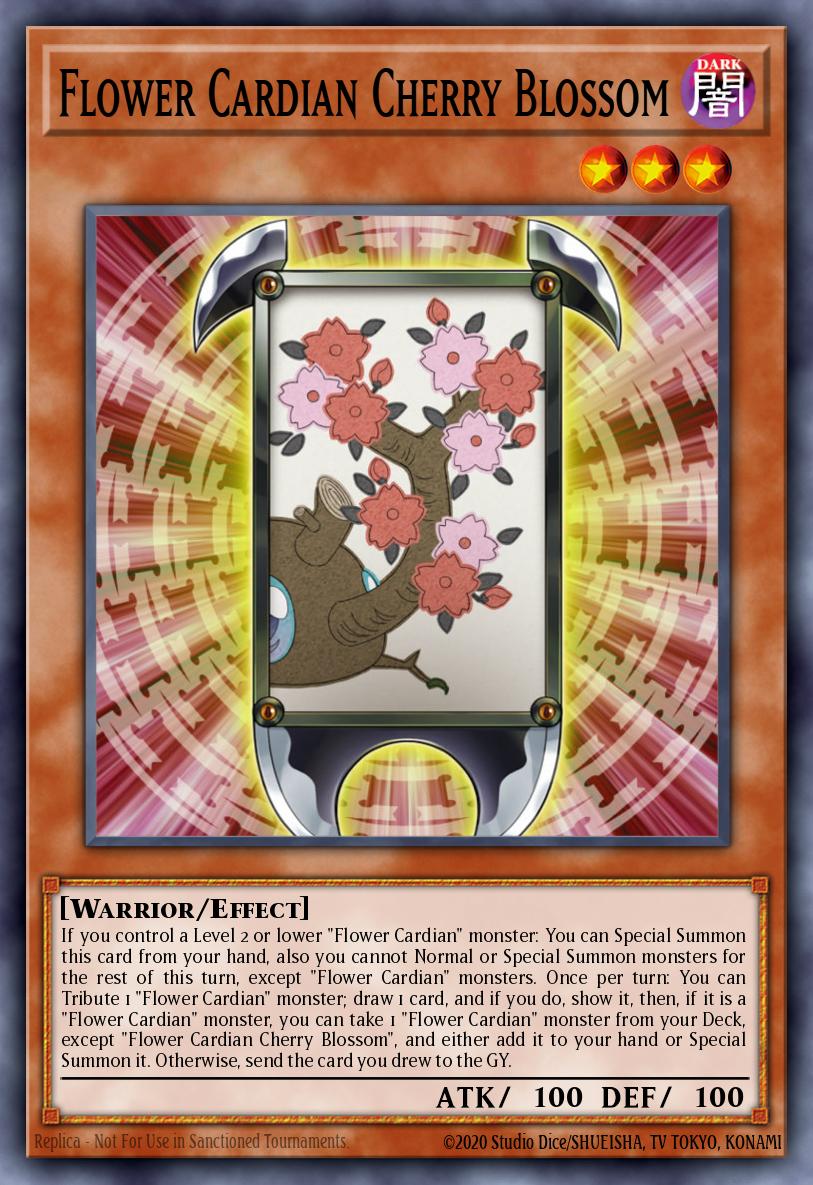 Flower Cardian Cherry Blossom
DARK
闇
[Warrior/Effect]
If you control a Level 2 or lower "Flower Cardian" monster: You can Special Summon
this card from your hand, also you cannot Normal or Special Summon monsters for
the rest of this turn, except "Flower Cardian" monsters. Once per turn: You can
Tribute 1 "Flower Cardian" monster; draw 1 card, and if you do, show it, then, if it is a
"Flower Cardian" monster, you can take 1 "Flower Cardian" monster from your Deck,
except "Flower Cardian Cherry Blossom", and either add it to your hand or Special
Summon it. Otherwise, send the card you drew to the GY.
ATK/ 100 DEF/ 100
Replica - Not For Use in Sanctioned Tournaments.
©2020 Studio Dice/SHUEISHA, TV TOKYO, KONAMI